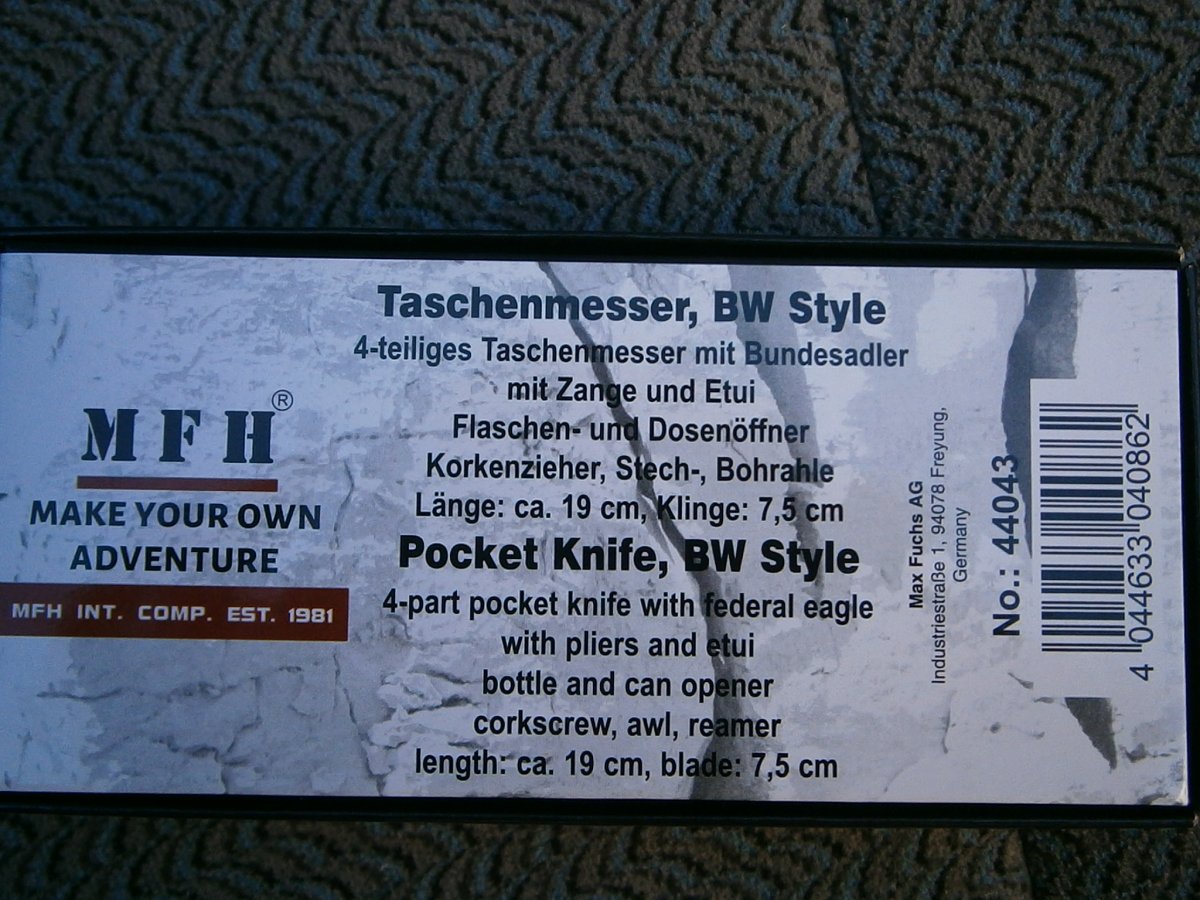 MFH®
MAKE YOUR OWN
ADVENTURE
MFH INT. COMP. EST. 1981
Taschenmesser, BW Style
4-teiliges Taschenmesser mit Bundesadler
mit Zange und Etui
Flaschen- und Dosenöffner
Korkenzieher, Stech-, Bohrahle
Länge: ca. 19 cm, Klinge: 7,5 cm
Pocket Knife, BW Style
4-part pocket knife with federal eagle
with pliers and etui
bottle and can opener
corkscrew, awl, reamer
length: ca. 19 cm, blade: 7,5 cm
Max Fuchs AG
Industriestraße 1, 94078 Freyung,
Germany
No.: 44043
4 044633 040862